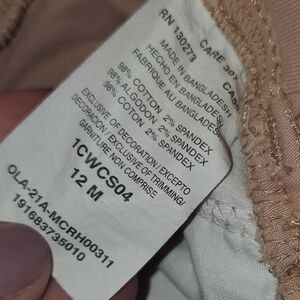 RN 130273 CARE 
MADE IN BANGLADESH
HECHO EN BANGLADESH
FABRIQUÉ AU BANGLADESH
98% COTTON 2% SPANDEX
98% ALGODON 2% SPANDEX
98% COTON 2% SPANDEX
EXCLUSIVE OF DECORATION/EXCEPTO
DECORACION/EXCLUSIVE OF TRIMMING/
GARNITURE NON COMPRISE
1CWCS04
12 M
OLA-21A-MCRH00311
191683735010